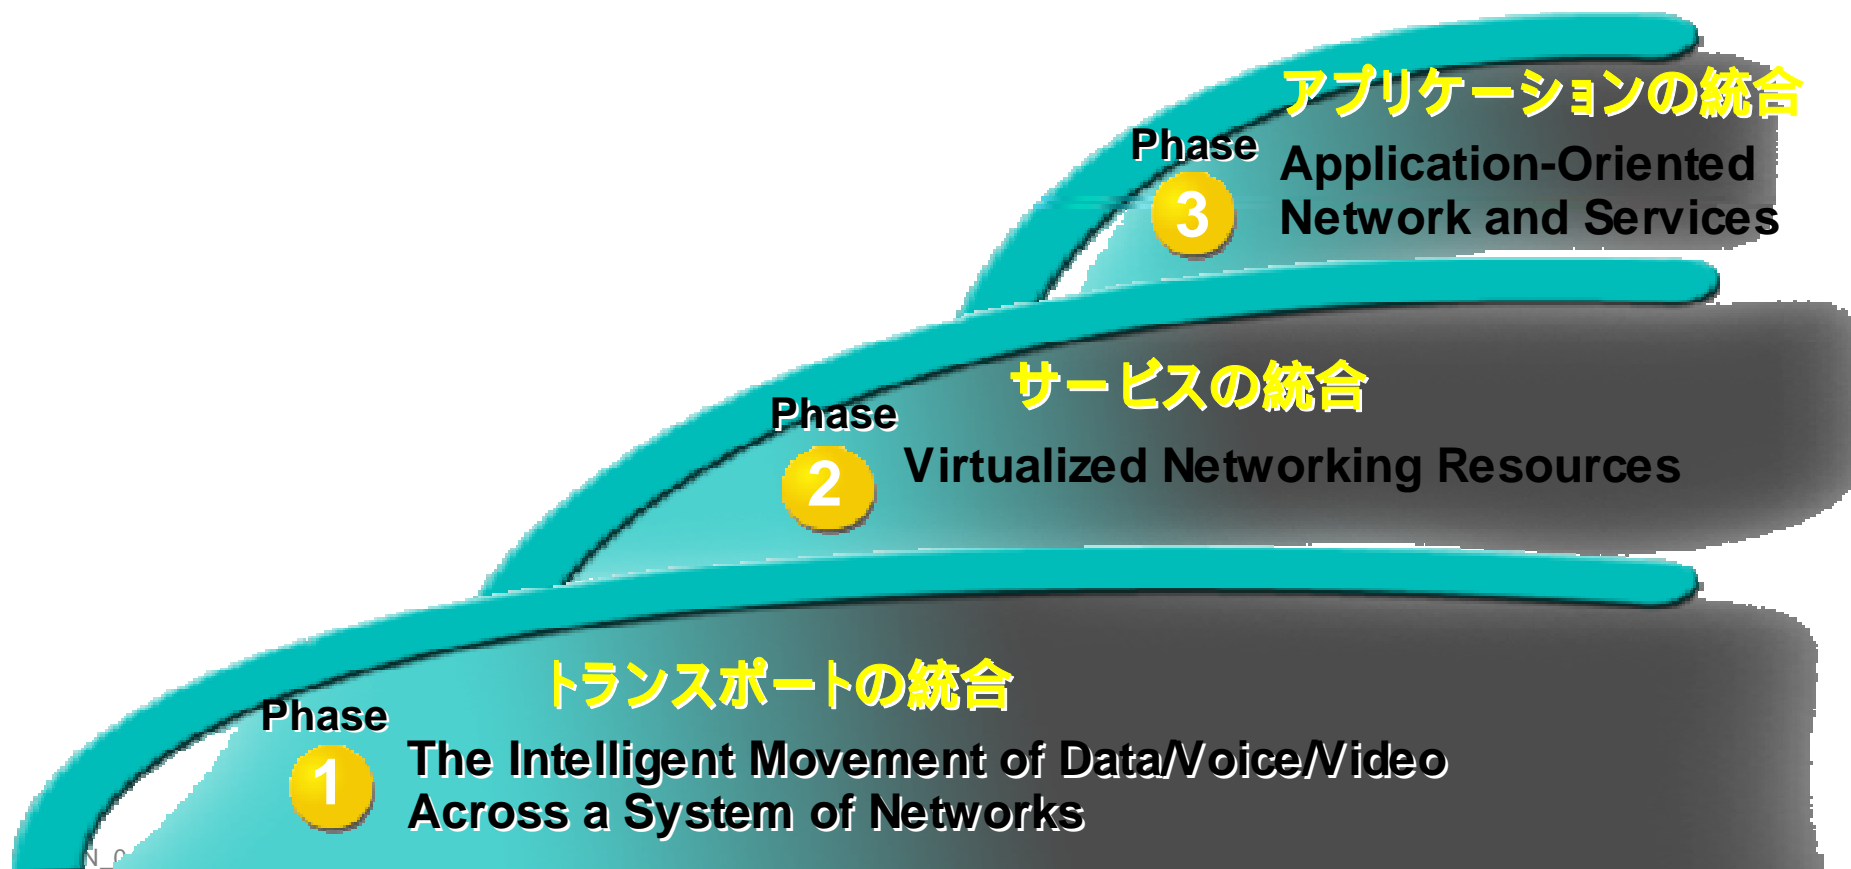 アプリケーションの統合
Phase
3
Application-Oriented
Network and Services
サービスの統合
Phase
2
Virtualized Networking Resources
トランスポートの統合
Phase
1
The Intelligent Movement of Data/Voice/Video
Across a System of Networks
N_0